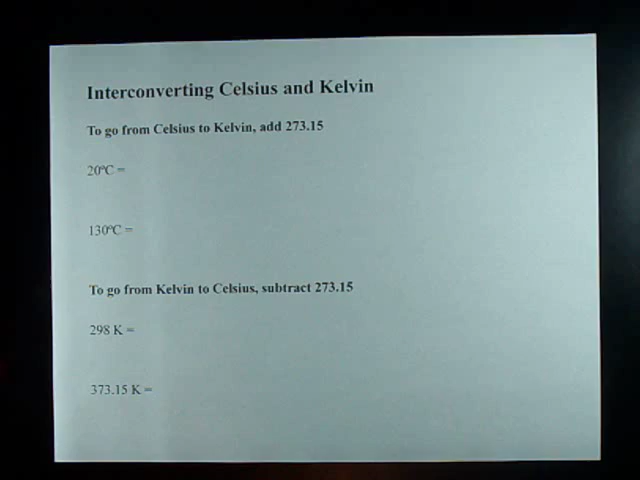 Interconverting Celsius and Kelvin
To go from Celsius to Kelvin, add 273.15
20ºC =
130ºC =
To go from Kelvin to Celsius, subtract 273.15
298 K =
373.15 K =